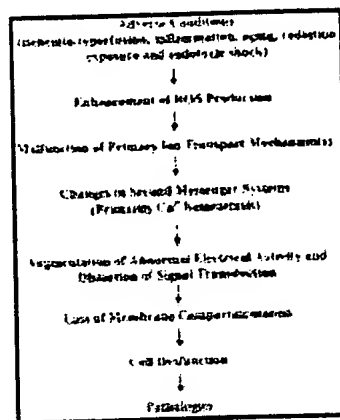 Adverse Conditions
(ischemia-reperfusion, inflammation, aging, radiation
exposure and endotoxic shock)
Enhancement of ROS Production
Malfunction of Primary Ion Transport Mechanisms
Changes in Second Messenger Systems
(Primarily Ca²⁺ homeostasis)
Augmentation of Abnormal Electrical Activity and
Distortion of Signal Transduction
Loss of Membrane Compartmentation
Cell Dysfunction
Pathologies